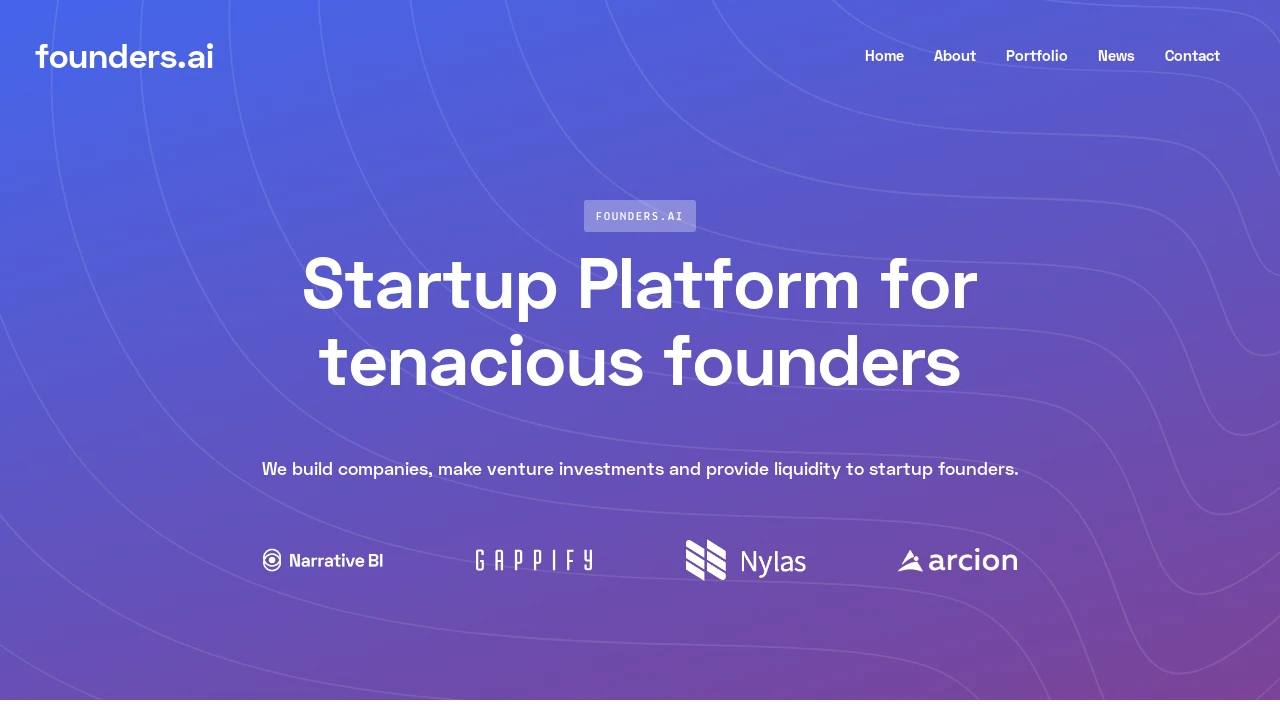 founders.ai
Home About Portfolio News Contact
FOUNDERS.AI
Startup Platform for
tenacious founders
We build companies, make venture investments and provide liquidity to startup founders.
Narrative BI GAPPIFY Nylas arcion